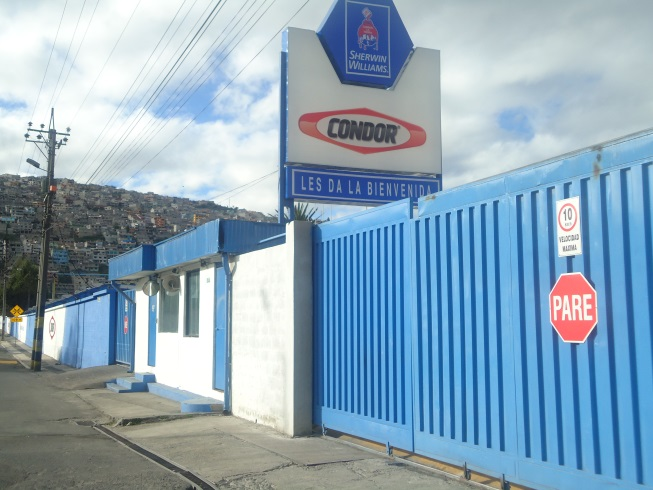 SHERWIN
WILLIAMS.
CONDOR
LES DA LA BIENVENIDA
10
VELOCIDAD
MAXIMA
PARE